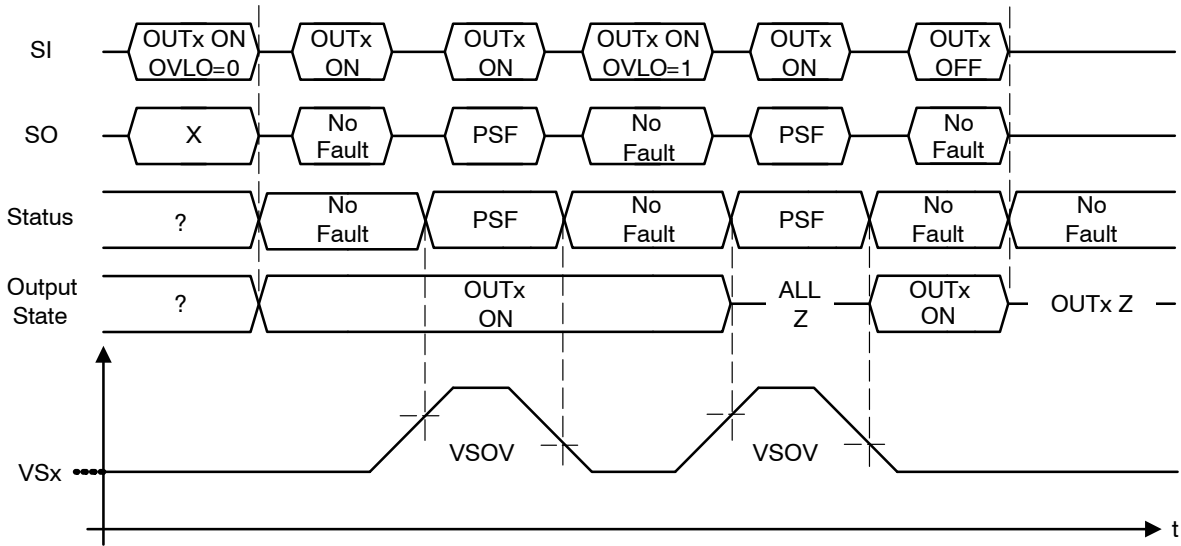 SI
OUTx ON
OVLO=0
OUTx
ON
OUTx
ON
OUTx ON
OVLO=1
OUTx
ON
OUTx
OFF
SO
X
No
Fault
PSF
No
Fault
PSF
No
Fault
Status
?
No
Fault
PSF
No
Fault
PSF
No
Fault
No
Fault
Output
State
?
OUTx
ON
ALL
Z
OUTx
ON
OUTx Z
VSx
VSOV
VSOV
t